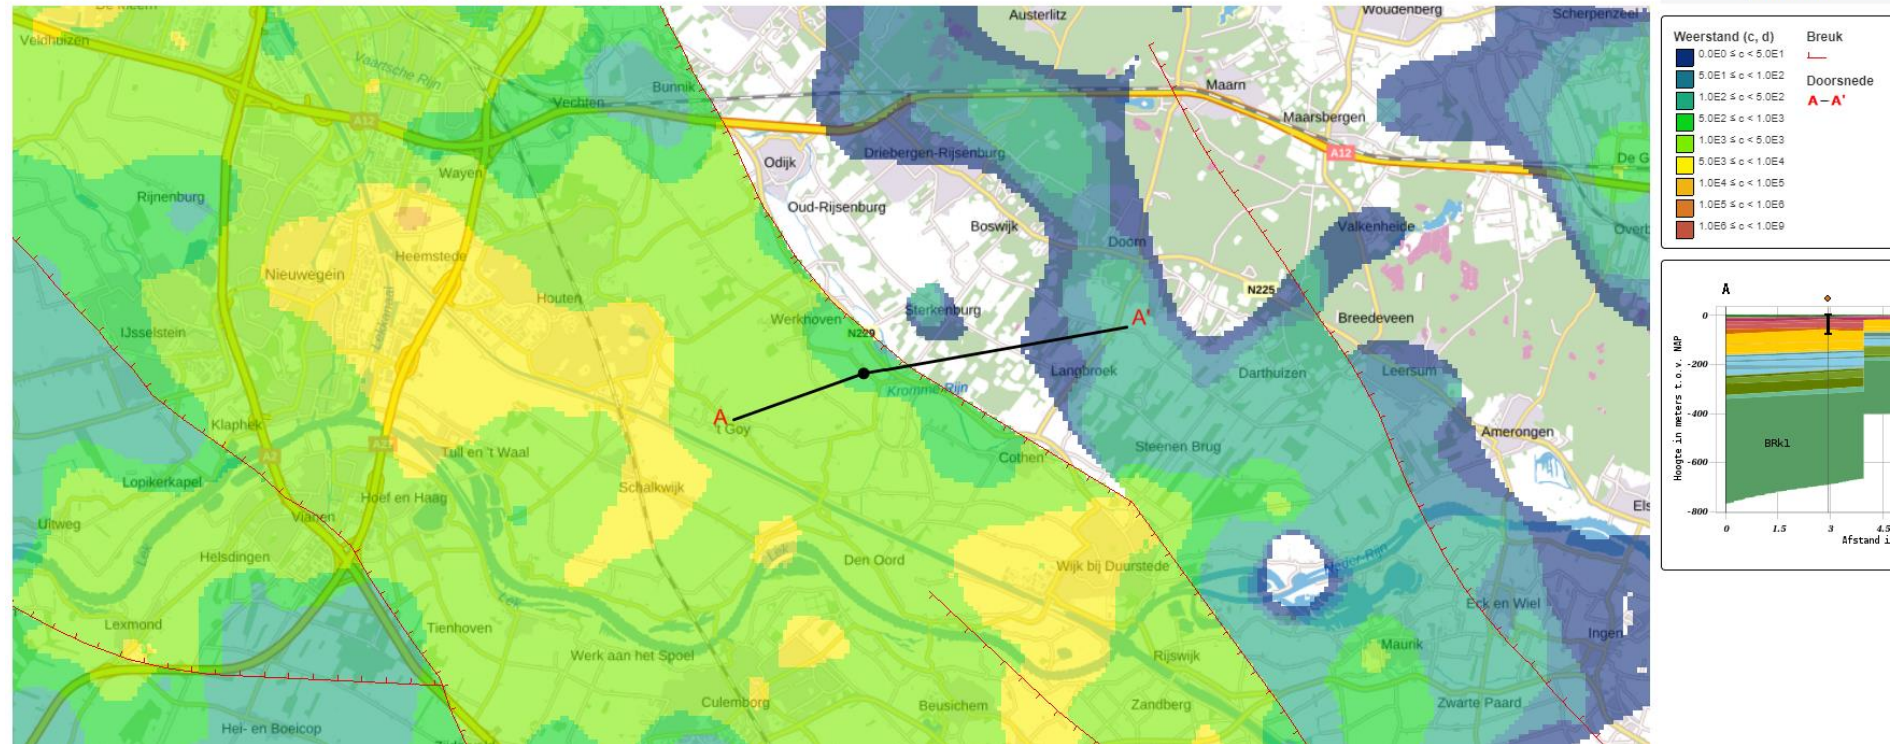 De Meern
Veldhuizen
Vaartsche Rijn
Bunnik
Vechten
A12
Wayen
Rijnenburg
Heemstede
Nieuwegein
Lekkanaal
IJsselstein
Houten
Werkhoven
N229
Kromme Rijn
Austerlitz
Woudenberg
Scherpenzeel
Maarn
Maarsbergen
A12
Odijk
Driebergen-Rijsenburg
De G
Oud-Rijsenburg
Boswijk
Doorn
Valkenheide
Overb
Sterkenburg
N225
Breedeveen
A'
Langbroek
Darthuizen
Leersum
A
't Goy
Klaphek
A2
Tull en 't Waal
Cothen
Steenen Brug
Amerongen
Lopikerkapel
Hoef en Haag
Schalkwijk
Els
Uitweg
Vianen
Lek
Helsdingen
Lek
Den Oord
Wijk bij Duurstede
Neder-Rijn
Lek
Eck en Wiel
Lexmond
Tienhoven
Werk aan het Spoel
Rijswijk
Maurik
Ingen
Culemborg
Beusichem
Zandberg
Zwarte Paard
Hei- en Boeicop
Weerstand (c, d)
0.0E0 ≤ c < 5.0E1
5.0E1 ≤ c < 1.0E2
1.0E2 ≤ c < 5.0E2
5.0E2 ≤ c < 1.0E3
1.0E3 ≤ c < 5.0E3
5.0E3 ≤ c < 1.0E4
1.0E4 ≤ c < 1.0E5
1.0E5 ≤ c < 1.0E6
1.0E6 ≤ c < 1.0E9
Breuk
Doorsnede
A – A'
A
Hoogte in meters t.o.v. NAP
0
-200
-400
-600
-800
BRk1
0 1.5 3 4.5
Afstand i